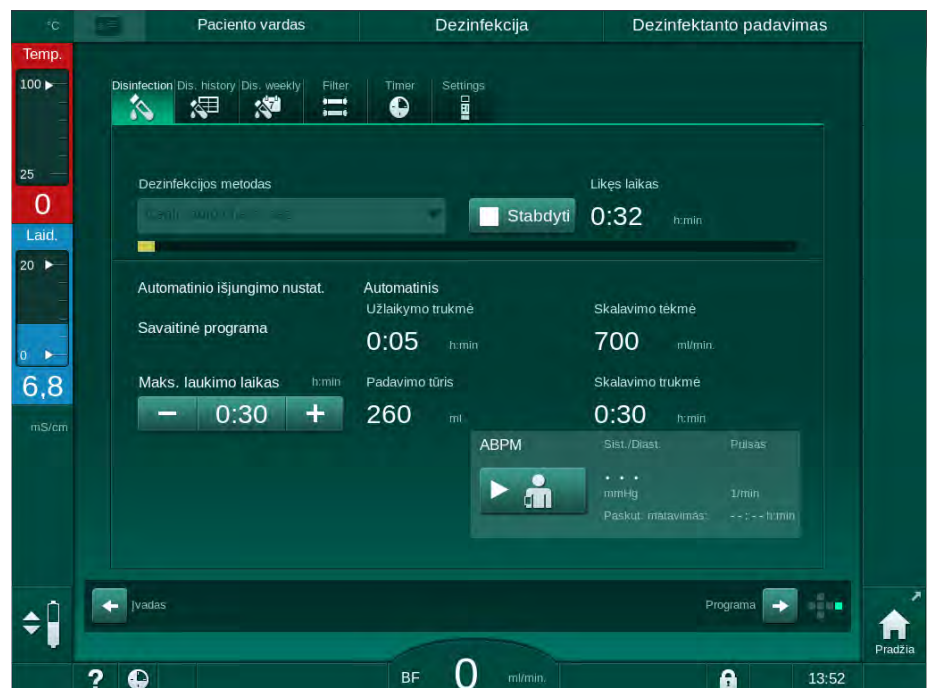 °C Paciento vardas Dezinfekcija Dezinfektanto padavimas
Temp.
100
25
0
Laid.
20
0
6,8
mS/cm
Disinfection Dis. history Dis. weekly Filter Timer Settings
7
Dezinfekcijos metodas
Stabdyti
Likęs laikas
0:32 h:min
Automatinio išjungimo nustat. Automatinis
Savaitinė programa
Užlaikymo trukmė
0:05 h:min
Skalavimo tėkmė
700 ml/min.
Maks. laukimo laikas h:min
− 0:30 +
Padavimo tūris
260 ml
Skalavimo trukmė
0:30 h:min
ABPM Sist./Diast. Pulsas
mmHg 1/min
Paskut. matavimas: --:-- h:min
Įvadas Programa
Pradžia
? BF 0 ml/min. 13:52